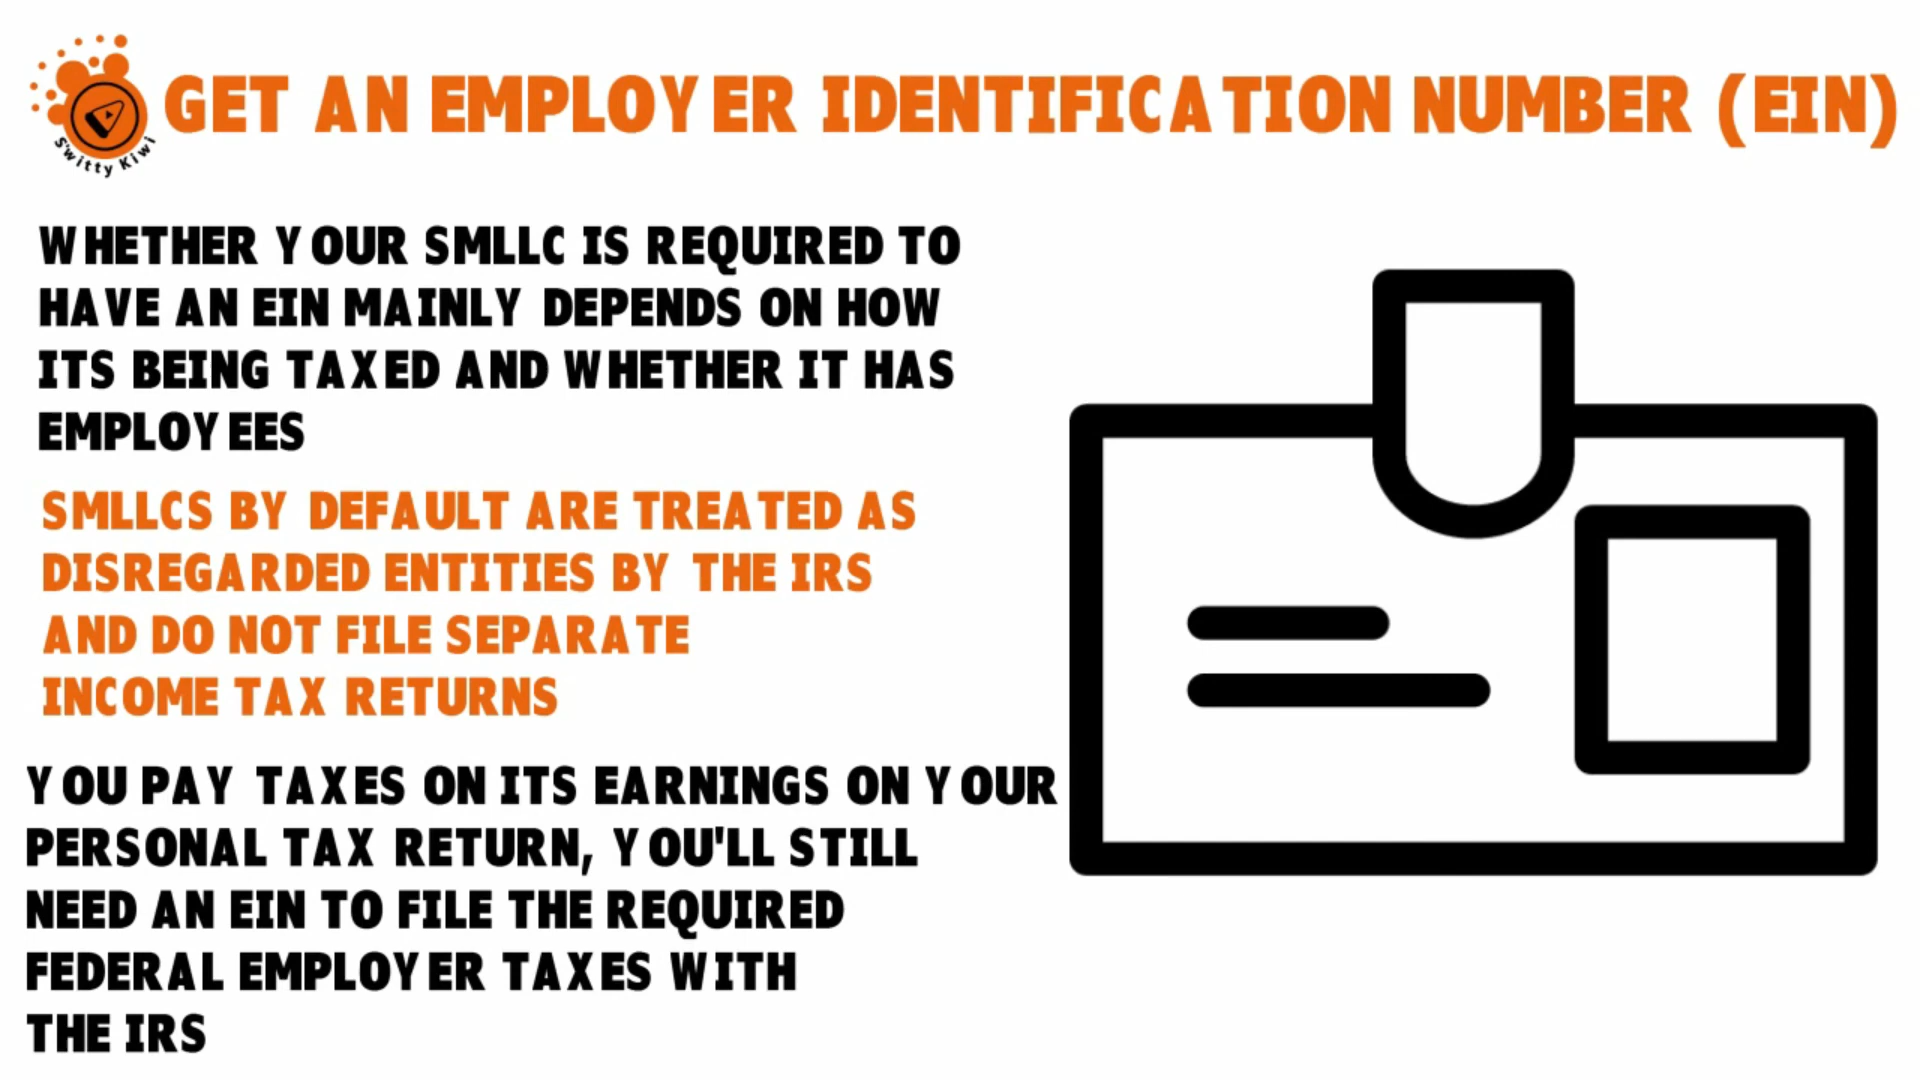 GET AN EMPLOYER IDENTIFICATION NUMBER (EIN)
Switty Kiwi
WHETHER YOUR SMLLC IS REQUIRED TO
HAVE AN EIN MAINLY DEPENDS ON HOW
ITS BEING TAXED AND WHETHER IT HAS
EMPLOYEES
SMLLCS BY DEFAULT ARE TREATED AS
DISREGARDED ENTITIES BY THE IRS
AND DO NOT FILE SEPARATE
INCOME TAX RETURNS
YOU PAY TAXES ON ITS EARNINGS ON YOUR
PERSONAL TAX RETURN, YOU'LL STILL
NEED AN EIN TO FILE THE REQUIRED
FEDERAL EMPLOYER TAXES WITH
THE IRS